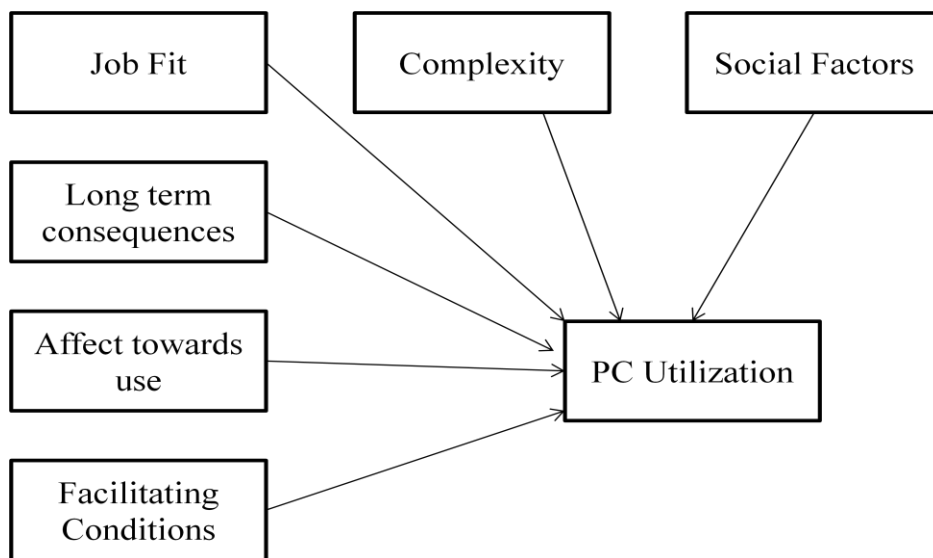 Job Fit
Complexity
Social Factors
Long term
consequences
Affect towards
use
PC Utilization
Facilitating
Conditions